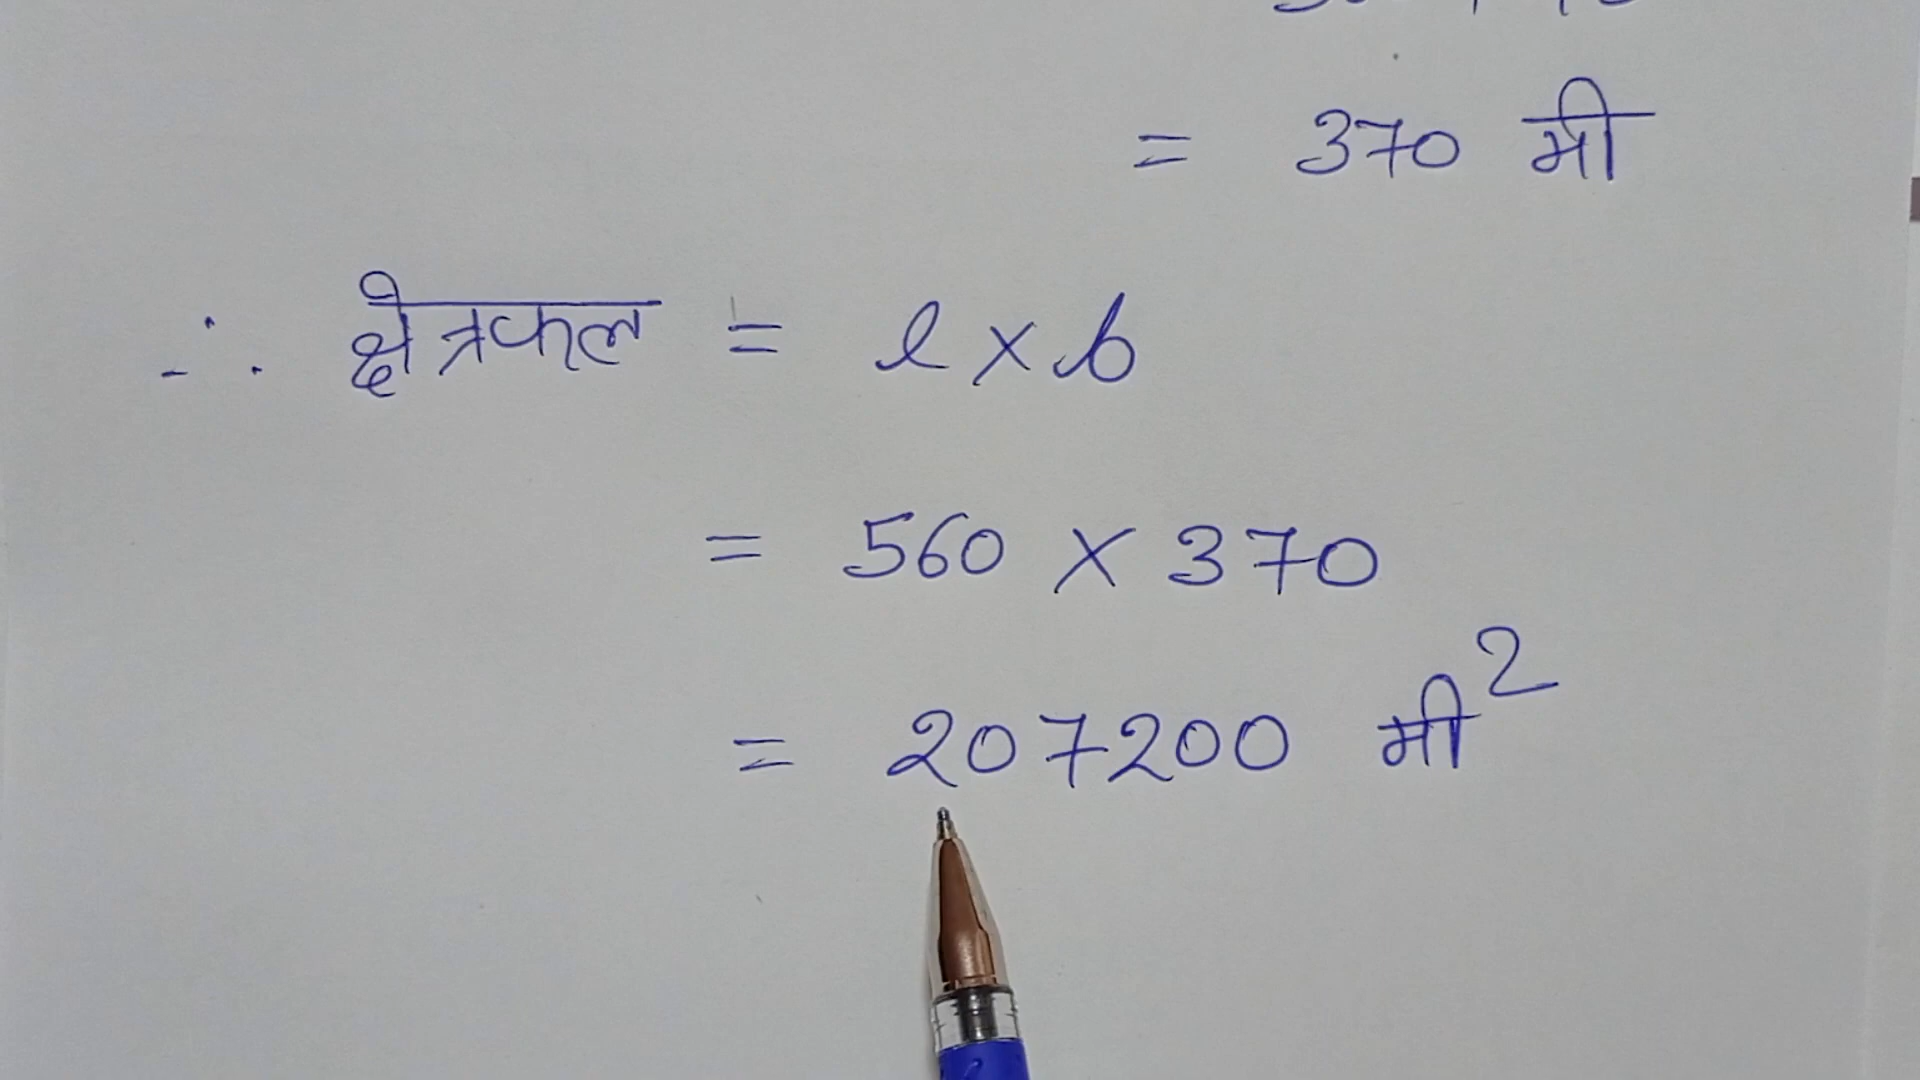 = 370 मी
∴ क्षेत्रफल = l × b
= 560 × 370
= 207200 मी²